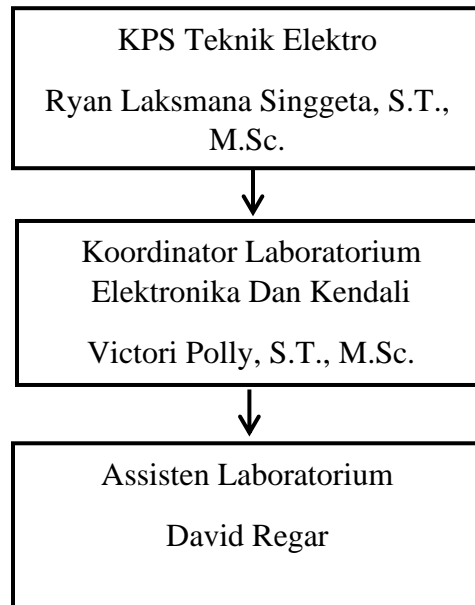 KPS Teknik Elektro
Ryan Laksmana Singgeta, S.T.,
M.Sc.
Koordinator Laboratorium
Elektronika Dan Kendali
Victori Polly, S.T., M.Sc.
Assisten Laboratorium
David Regar